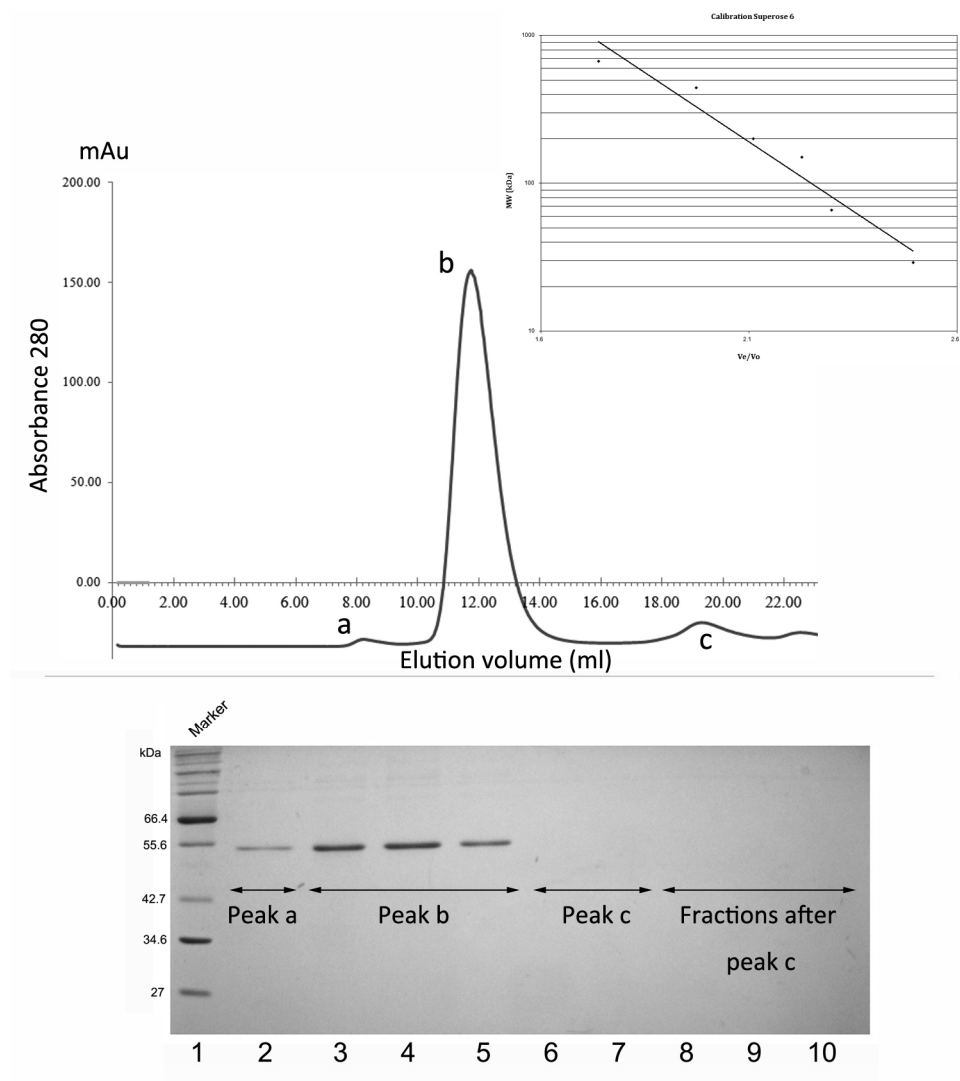 Calibration Superose 6
1000
100
10
MW (kDa)
1.6
2.1
2.6
Ve/Vo
mAu
200.00
150.00
100.00
50.00
0.00
Absorbance 280
b
0.00
2.00
4.00
6.00
8.00
10.00
12.00
14.00
16.00
18.00
20.00
22.00
a
c
Elution volume (ml)
Marker
kDa
66.4
55.6
42.7
34.6
27
Peak a
Peak b
Peak c
Fractions after
peak c
1 2 3 4 5 6 7 8 9 10